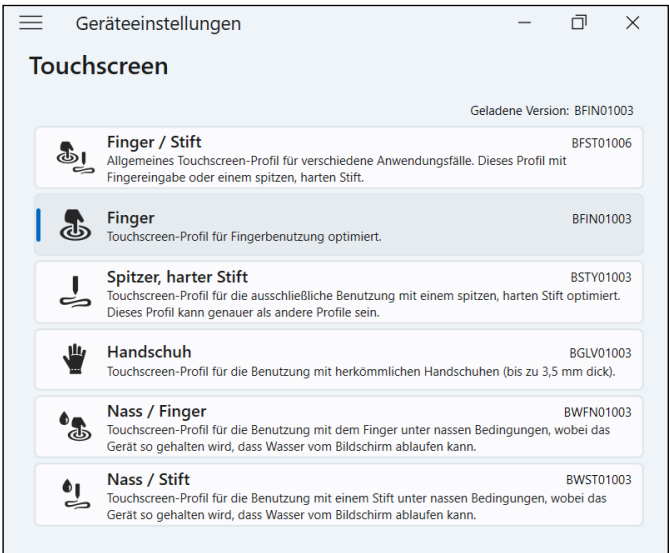 Geräteeinstellungen
Touchscreen
Geladene Version: BFIN01003
Finger / Stift BFST01006
Allgemeines Touchscreen-Profil für verschiedene Anwendungsfälle. Dieses Profil mit
Fingereingabe oder einem spitzen, harten Stift.
Finger BFIN01003
Touchscreen-Profil für Fingerbenutzung optimiert.
Spitzer, harter Stift BSTY01003
Touchscreen-Profil für die ausschließliche Benutzung mit einem spitzen, harten Stift optimiert.
Dieses Profil kann genauer als andere Profile sein.
Handschuh BGLV01003
Touchscreen-Profil für die Benutzung mit herkömmlichen Handschuhen (bis zu 3,5 mm dick).
Nass / Finger BWFN01003
Touchscreen-Profil für die Benutzung mit dem Finger unter nassen Bedingungen, wobei das
Gerät so gehalten wird, dass Wasser vom Bildschirm ablaufen kann.
Nass / Stift BWST01003
Touchscreen-Profil für die Benutzung mit einem Stift unter nassen Bedingungen, wobei das
Gerät so gehalten wird, dass Wasser vom Bildschirm ablaufen kann.